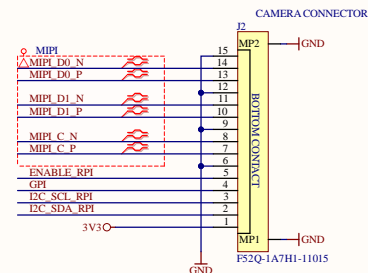 CAMERA CONNECTOR
J2
MIPI
MIPI_D0_N
MIPI_D0_P
MIPI_D1_N
MIPI_D1_P
MIPI_C_N
MIPI_C_P
ENABLE_RPI
GPI
I2C_SCL_RPI
I2C_SDA_RPI
3V3
15
14
13
12
11
10
9
8
7
6
5
4
3
2
1
MP2
BOTTOM CONTACT
MP1
GND
GND
F52Q-1A7H1-11015
GND